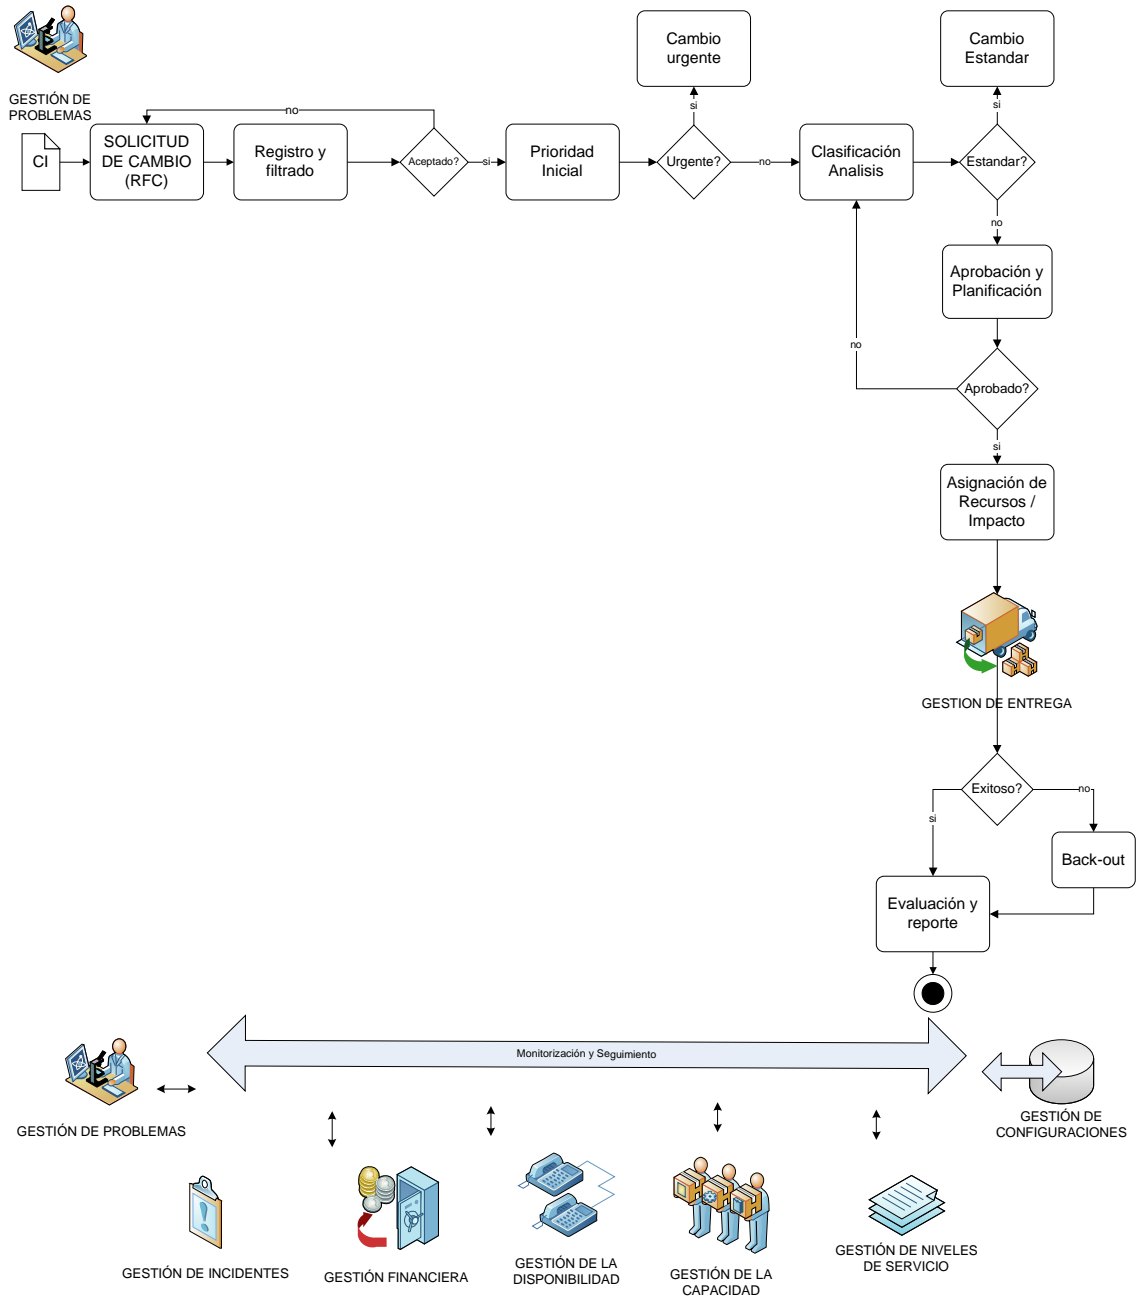 Cambio
urgente
Cambio
Estandar
GESTIÓN DE
PROBLEMAS
no
si
si
CI
SOLICITUD
DE CAMBIO
(RFC)
Registro y
filtrado
Aceptado?
si
Prioridad
Inicial
Urgente?
no
Clasificación
Analisis
Estandar?
no
Aprobación y
Planificación
no
Aprobado?
si
Asignación de
Recursos /
Impacto
GESTION DE ENTREGA
Exitoso?
no
si
Back-out
Evaluación y
reporte
Monitorización y Seguimiento
GESTIÓN DE PROBLEMAS
GESTIÓN DE
CONFIGURACIONES
GESTIÓN DE INCIDENTES
GESTIÓN FINANCIERA
GESTIÓN DE LA
DISPONIBILIDAD
GESTIÓN DE LA
CAPACIDAD
GESTIÓN DE NIVELES
DE SERVICIO